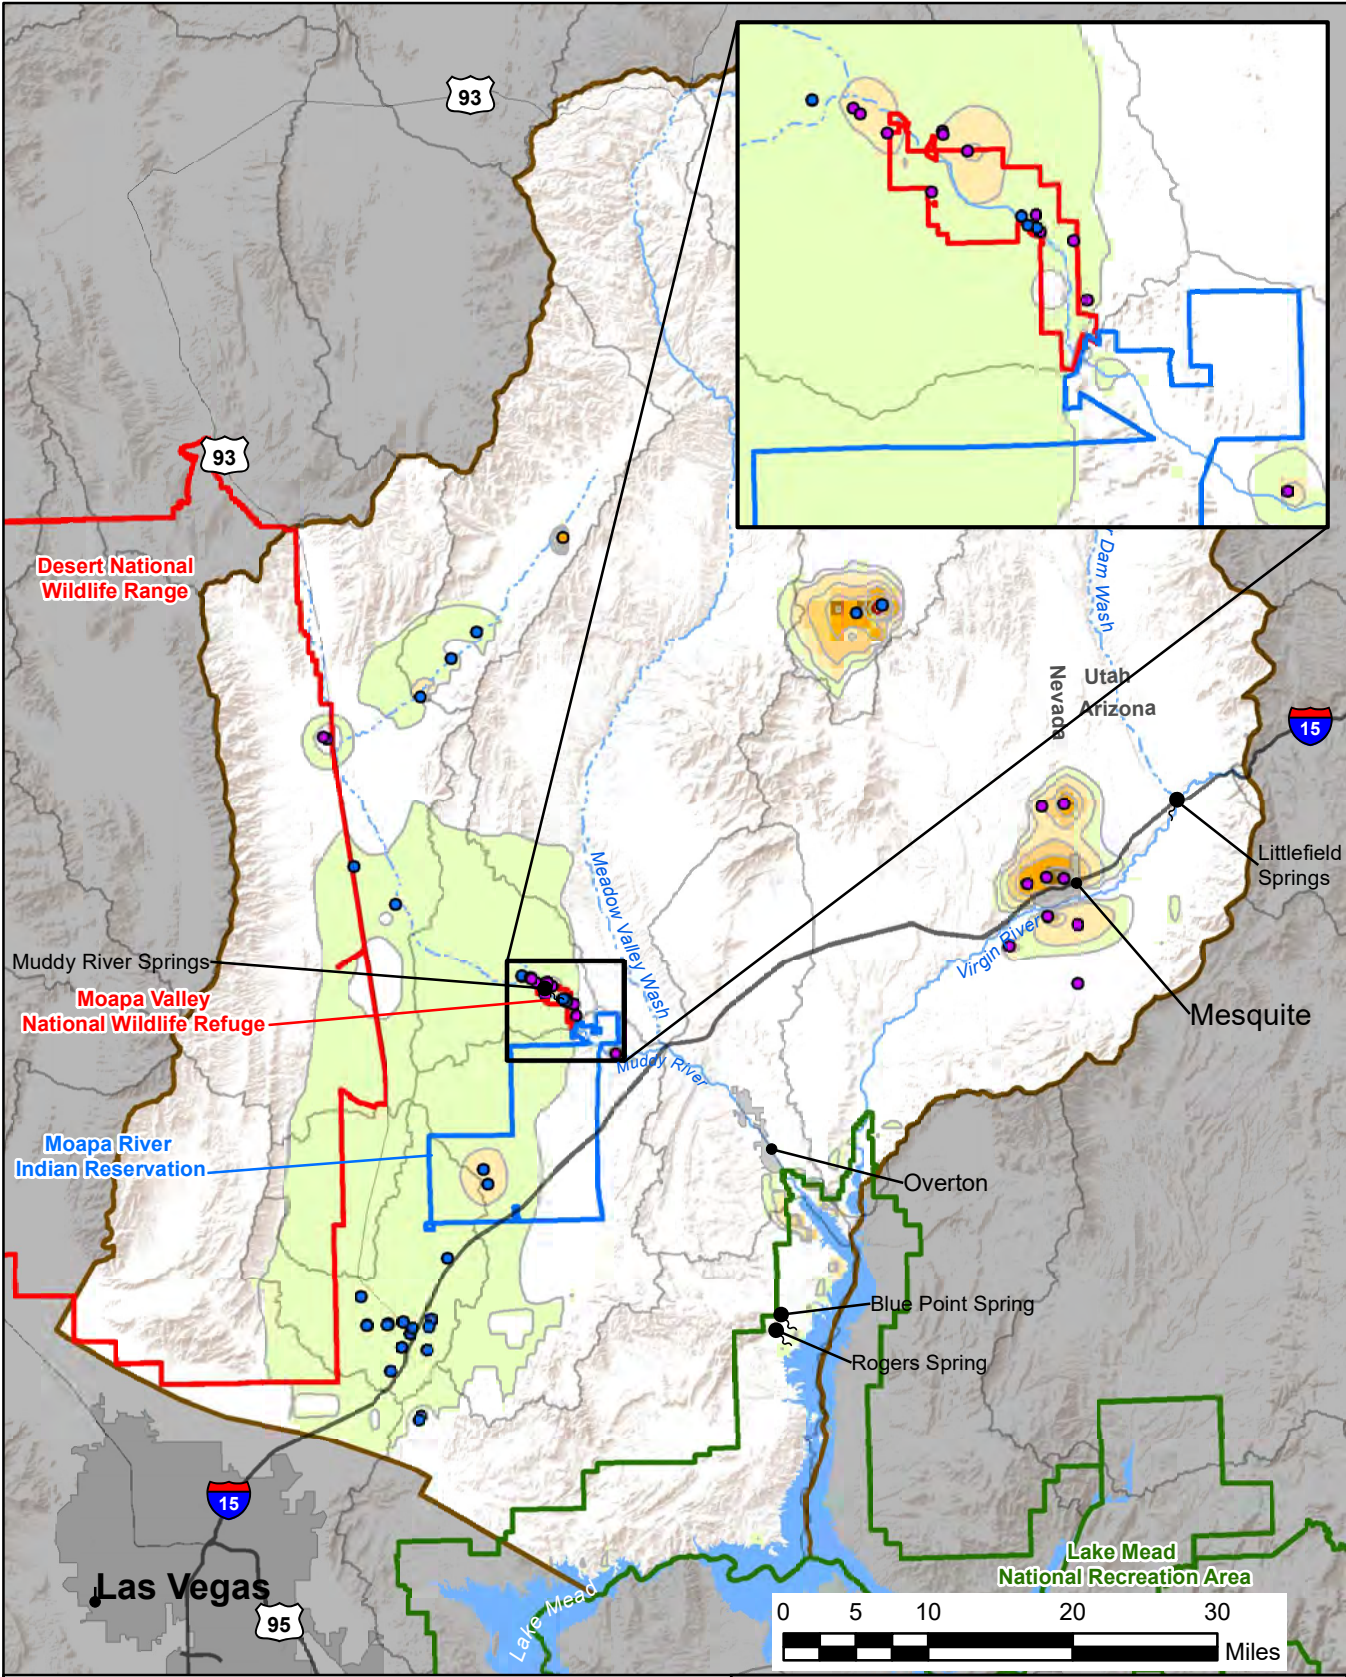 93
93
Desert National
Wildlife Range
r Dam Wash
Utah
Nevada
Arizona
15
Littlefield
Springs
Meadow Valley Wash
Virgin River
Muddy River Springs
Moapa Valley
National Wildlife Refuge
Mesquite
Muddy River
Moapa River
Indian Reservation
Overton
Blue Point Spring
Rogers Spring
15
Lake Mead
National Recreation Area
Las Vegas
95
Lake Mead
0 5 10 20 30
Miles